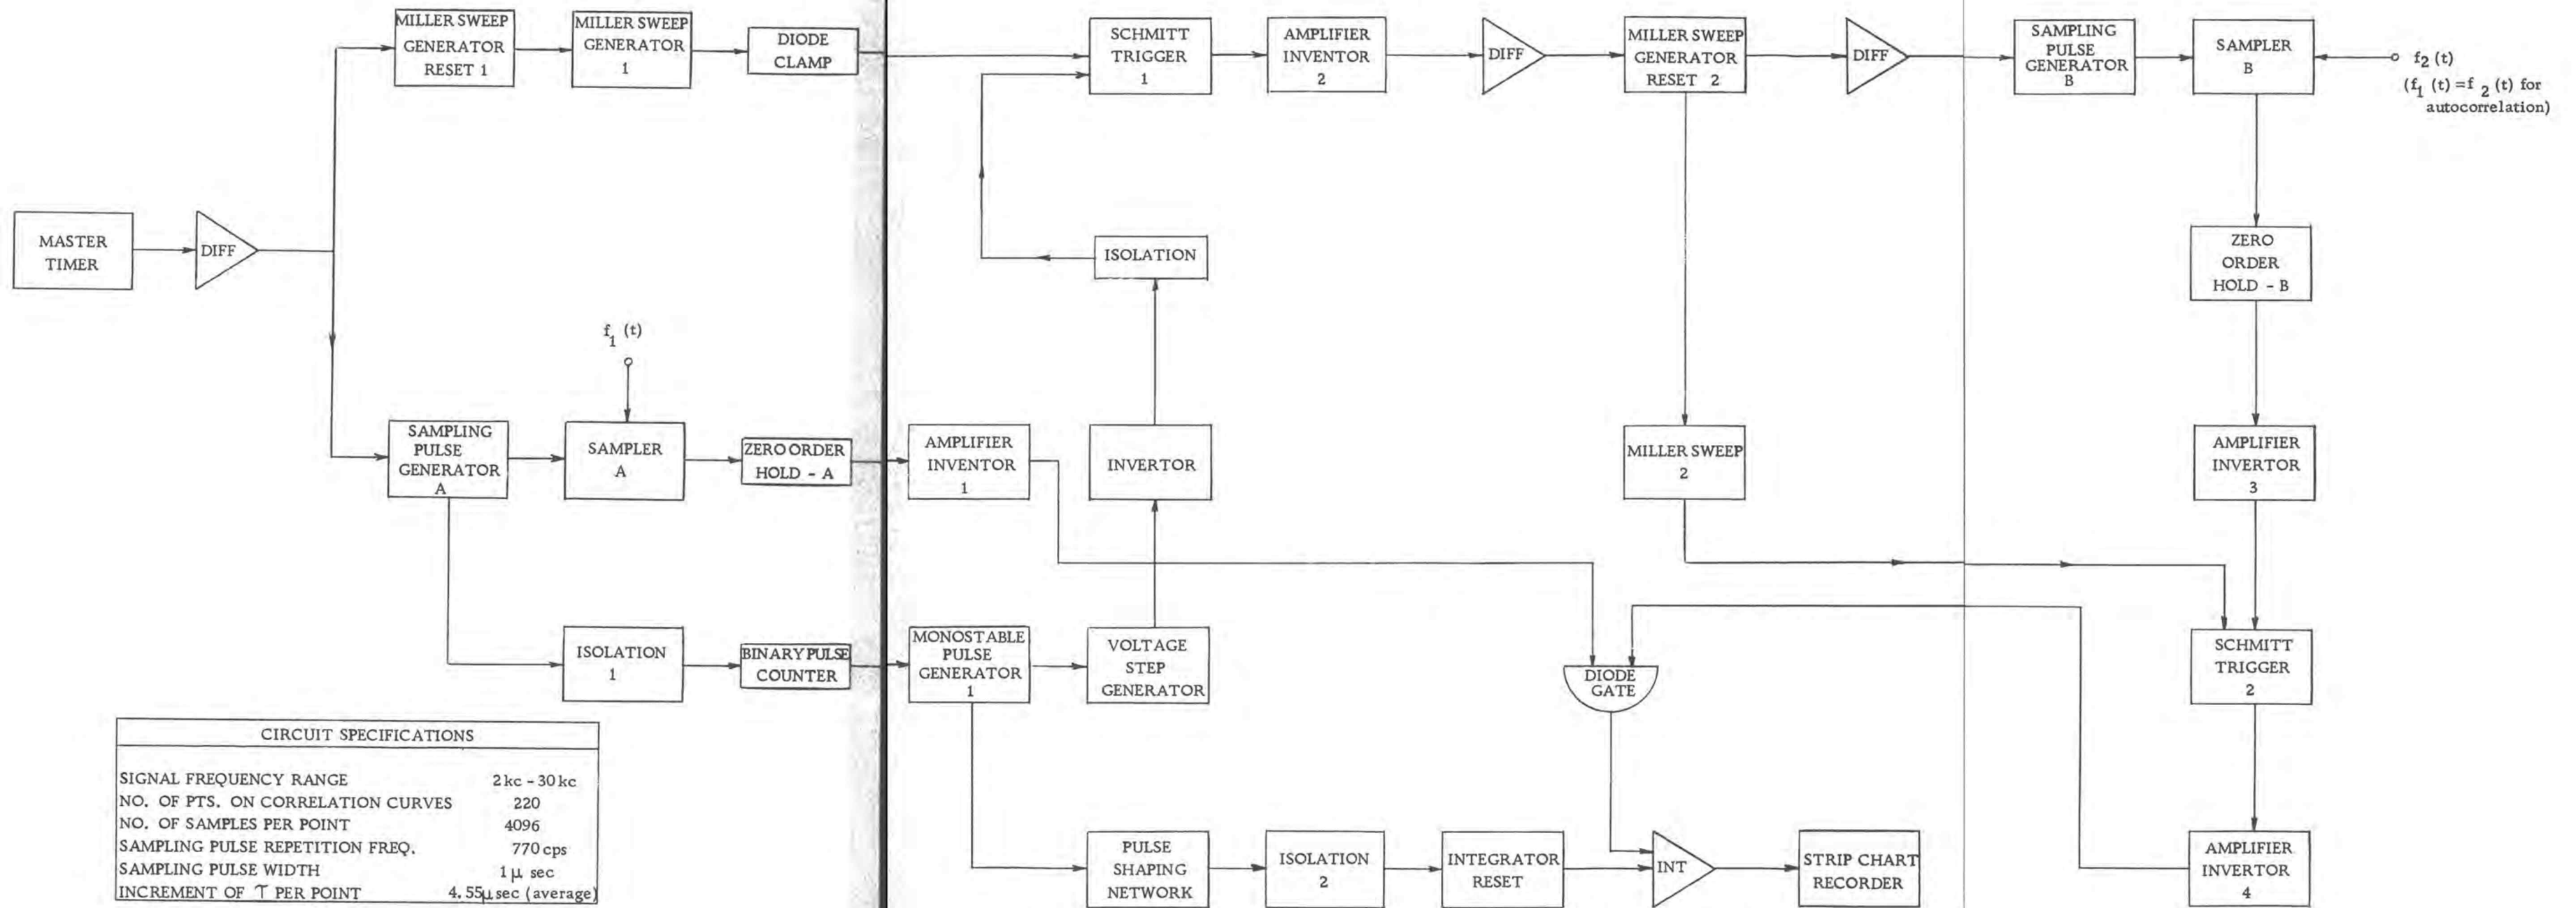 MILLER SWEEP
GENERATOR
RESET 1
MILLER SWEEP
GENERATOR
1
DIODE
CLAMP
SCHMITT
TRIGGER
1
AMPLIFIER
INVENTOR
2
DIFF
MILLER SWEEP
GENERATOR
RESET 2
DIFF
SAMPLING
PULSE
GENERATOR
B
SAMPLER
B
f2 (t)
(f1 (t) =f 2 (t) for
autocorrelation)
MASTER
TIMER
DIFF
ISOLATION
ZERO
ORDER
HOLD - B
f1 (t)
SAMPLING
PULSE
GENERATOR
A
SAMPLER
A
ZERO ORDER
HOLD - A
AMPLIFIER
INVENTOR
1
INVERTOR
MILLER SWEEP
2
AMPLIFIER
INVERTOR
3
ISOLATION
1
BINARY PULSE
COUNTER
MONOSTABLE
PULSE
GENERATOR
1
VOLTAGE
STEP
GENERATOR
DIODE
GATE
SCHMITT
TRIGGER
2
CIRCUIT SPECIFICATIONS
SIGNAL FREQUENCY RANGE 2 kc - 30 kc
NO. OF PTS. ON CORRELATION CURVES 220
NO. OF SAMPLES PER POINT 4096
SAMPLING PULSE REPETITION FREQ. 770 cps
SAMPLING PULSE WIDTH 1 μ sec
INCREMENT OF τ PER POINT 4.55μ sec (average)
PULSE
SHAPING
NETWORK
ISOLATION
2
INTEGRATOR
RESET
INT
STRIP CHART
RECORDER
AMPLIFIER
INVERTOR
4